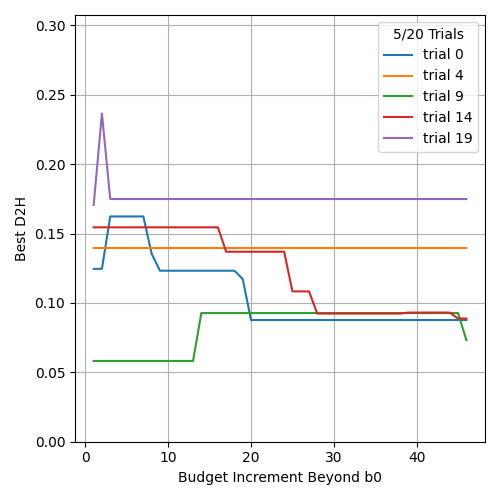 5/20 Trials
trial 0
trial 4
trial 9
trial 14
trial 19
0.30
0.25
0.20
0.15
0.10
0.05
0.00
Best D2H
0 10 20 30 40
Budget Increment Beyond b0